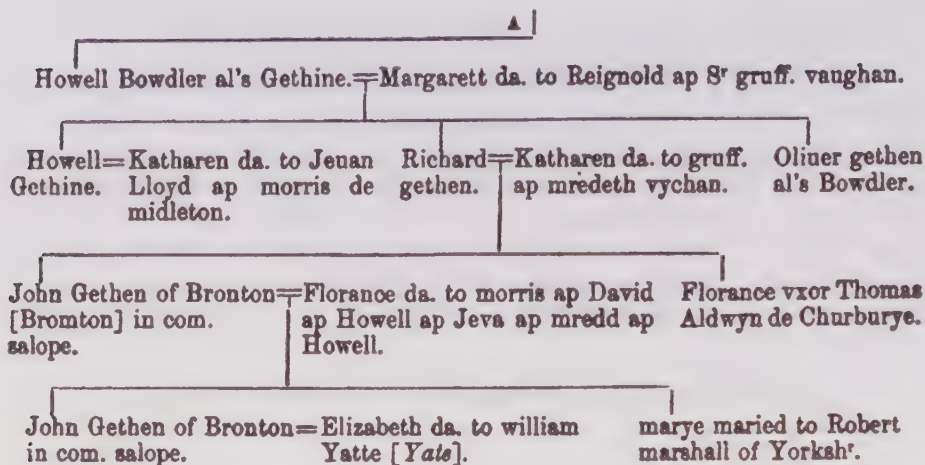 A
Howell Bowdler al's Gethine.=Margarett da. to Reignold ap Sʳ gruff. vaughan.
Howell= Katharen da. to Jeuan
Gethine. Lloyd ap morris de
midleton.
Richard= Katharen da. to gruff.
gethen. ap mredeth vychan.
Oliuer gethen
al's Bowdler.
John Gethen of Bronton=Florance da. to morris ap David
[Bromton] in com. ap Howell ap Jeva ap mredd ap
salope. Howell.
Florance vxor Thomas
Aldwyn de Churburye.
John Gethen of Bronton=Elizabeth da. to william
in com. salope. Yatte [Yate].
marye maried to Robert
marshall of Yorkshʳ.